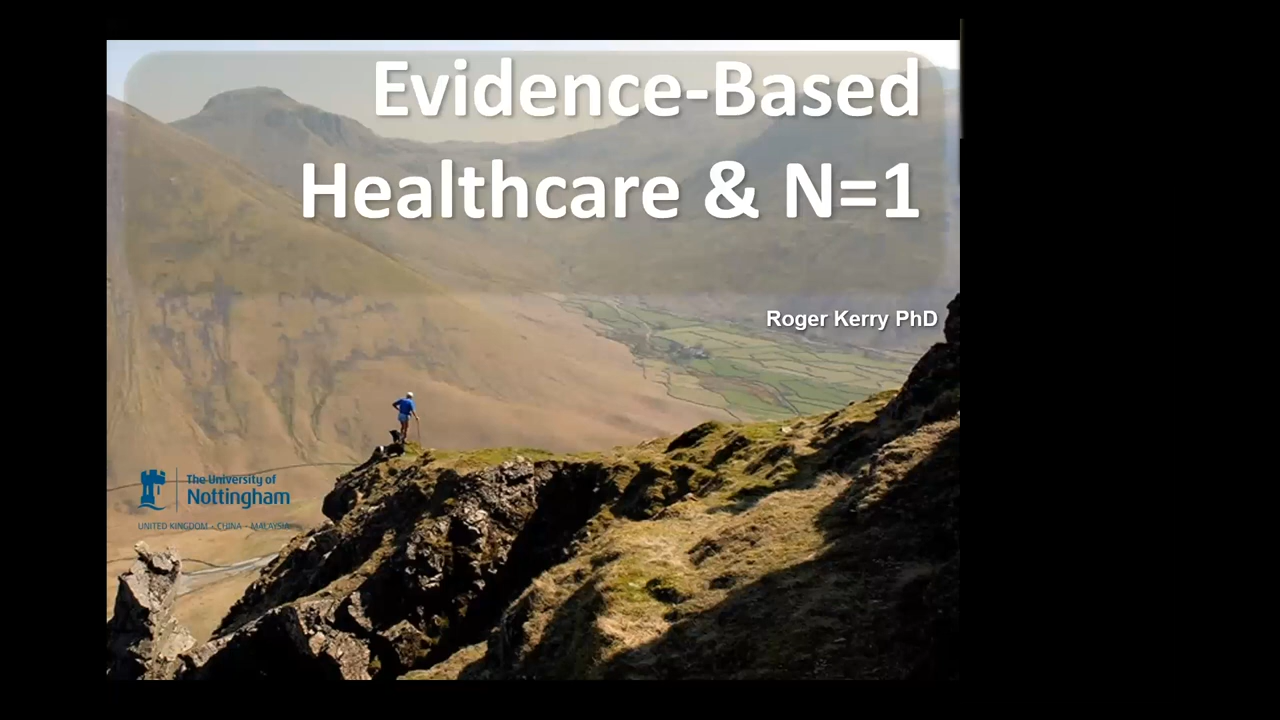 Evidence-Based
Healthcare & N=1
Roger Kerry PhD
The University of
Nottingham
UNITED KINGDOM · CHINA · MALAYSIA